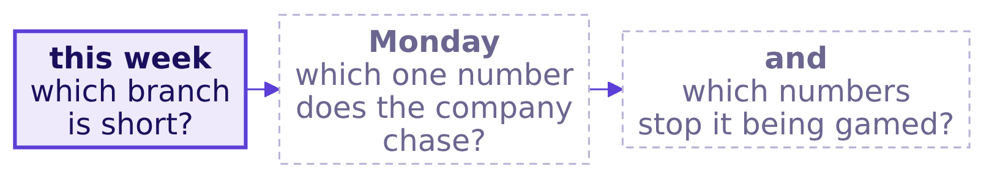 this week
which branch
is short?
Monday
which one number
does the company
chase?
and
which numbers
stop it being gamed?